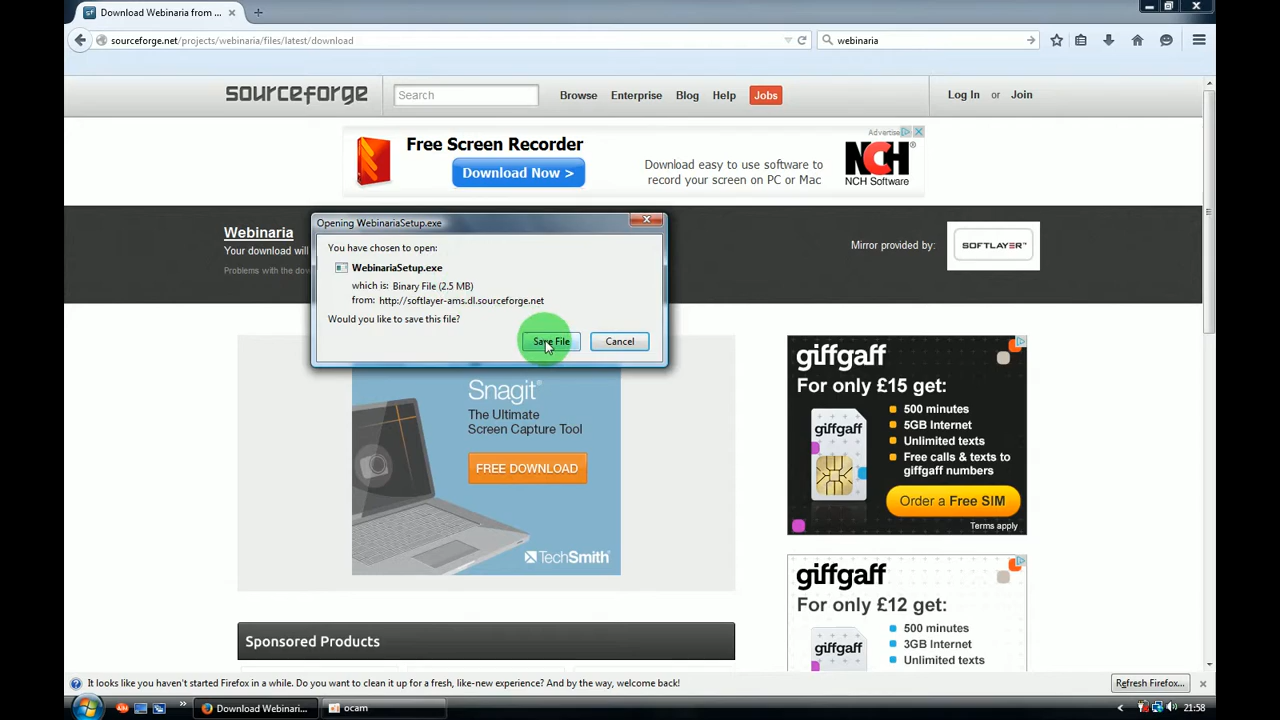 Download Webinaria from ...
sourceforge.net/projects/webinaria/files/latest/download
webinaria
sourceforge
Search
Browse
Enterprise
Blog
Help
Jobs
Log In or Join
Advertise
Free Screen Recorder
Download Now >
Download easy to use software to
record your screen on PC or Mac
NCH®
NCH Software
Webinaria
Your download will
Problems with the dow
Mirror provided by:
SOFTLAYER
Opening WebinariaSetup.exe
You have chosen to open:
WebinariaSetup.exe
which is: Binary File (2.5 MB)
from: http://softlayer-ams.dl.sourceforge.net
Would you like to save this file?
Save File
Cancel
Snagit®
The Ultimate
Screen Capture Tool
FREE DOWNLOAD
TechSmith
giffgaff
For only £15 get:
500 minutes
5GB Internet
Unlimited texts
Free calls & texts to
giffgaff numbers
giffgaff
Order a Free SIM
Terms apply
giffgaff
For only £12 get:
500 minutes
3GB Internet
Unlimited texts
giffgaff
Sponsored Products
It looks like you haven't started Firefox in a while. Do you want to clean it up for a fresh, like-new experience? And by the way, welcome back!
Refresh Firefox...
Download Webinari...
ocam
21:58